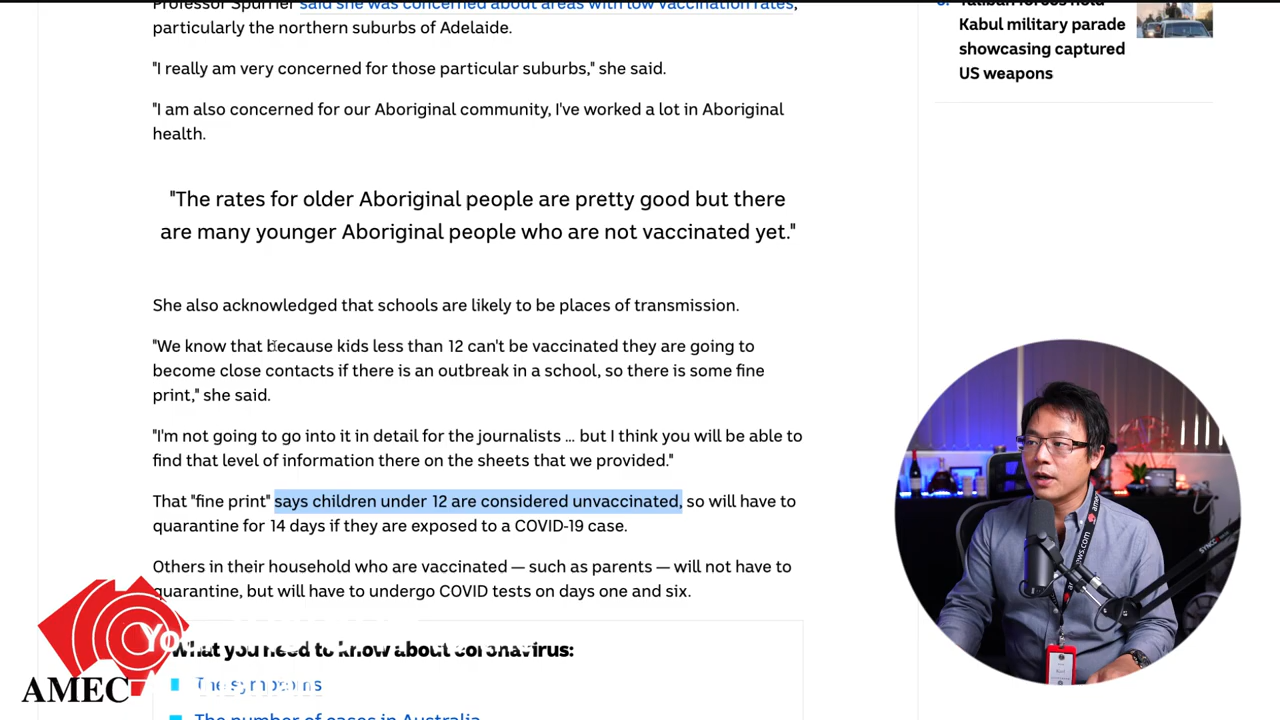 Professor Spurrier said she was concerned about areas with low vaccination rates,
particularly the northern suburbs of Adelaide.
"I really am very concerned for those particular suburbs," she said.
"I am also concerned for our Aboriginal community, I've worked a lot in Aboriginal
health.
"The rates for older Aboriginal people are pretty good but there
are many younger Aboriginal people who are not vaccinated yet."
She also acknowledged that schools are likely to be places of transmission.
"We know that because kids less than 12 can't be vaccinated they are going to
become close contacts if there is an outbreak in a school, so there is some fine
print," she said.
"I'm not going to go into it in detail for the journalists ... but I think you will be able to
find that level of information there on the sheets that we provided."
That "fine print" says children under 12 are considered unvaccinated, so will have to
quarantine for 14 days if they are exposed to a COVID-19 case.
Others in their household who are vaccinated — such as parents — will not have to
quarantine, but will have to undergo COVID tests on days one and six.
What you need to know about coronavirus:
The symptoms
The number of cases in Australia
Taliban forces hold
Kabul military parade
showcasing captured
US weapons
AMEC